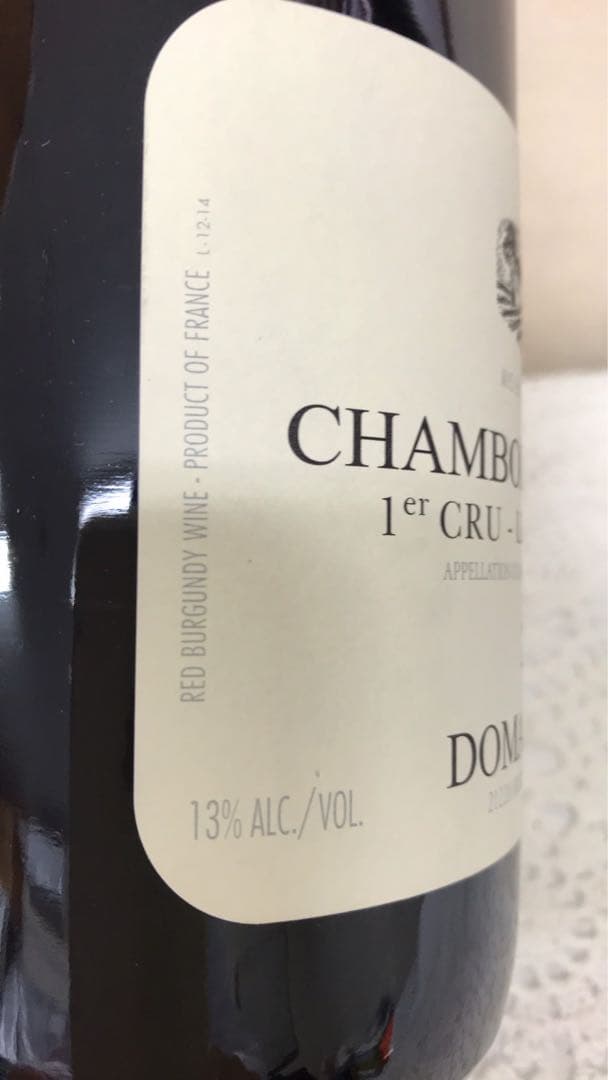 RED BURGUNDY WINE - PRODUCT OF FRANCE L-12-14
CHAMBO
1er CRU -
APPELLATION
DOMA
13% ALC./VOL.